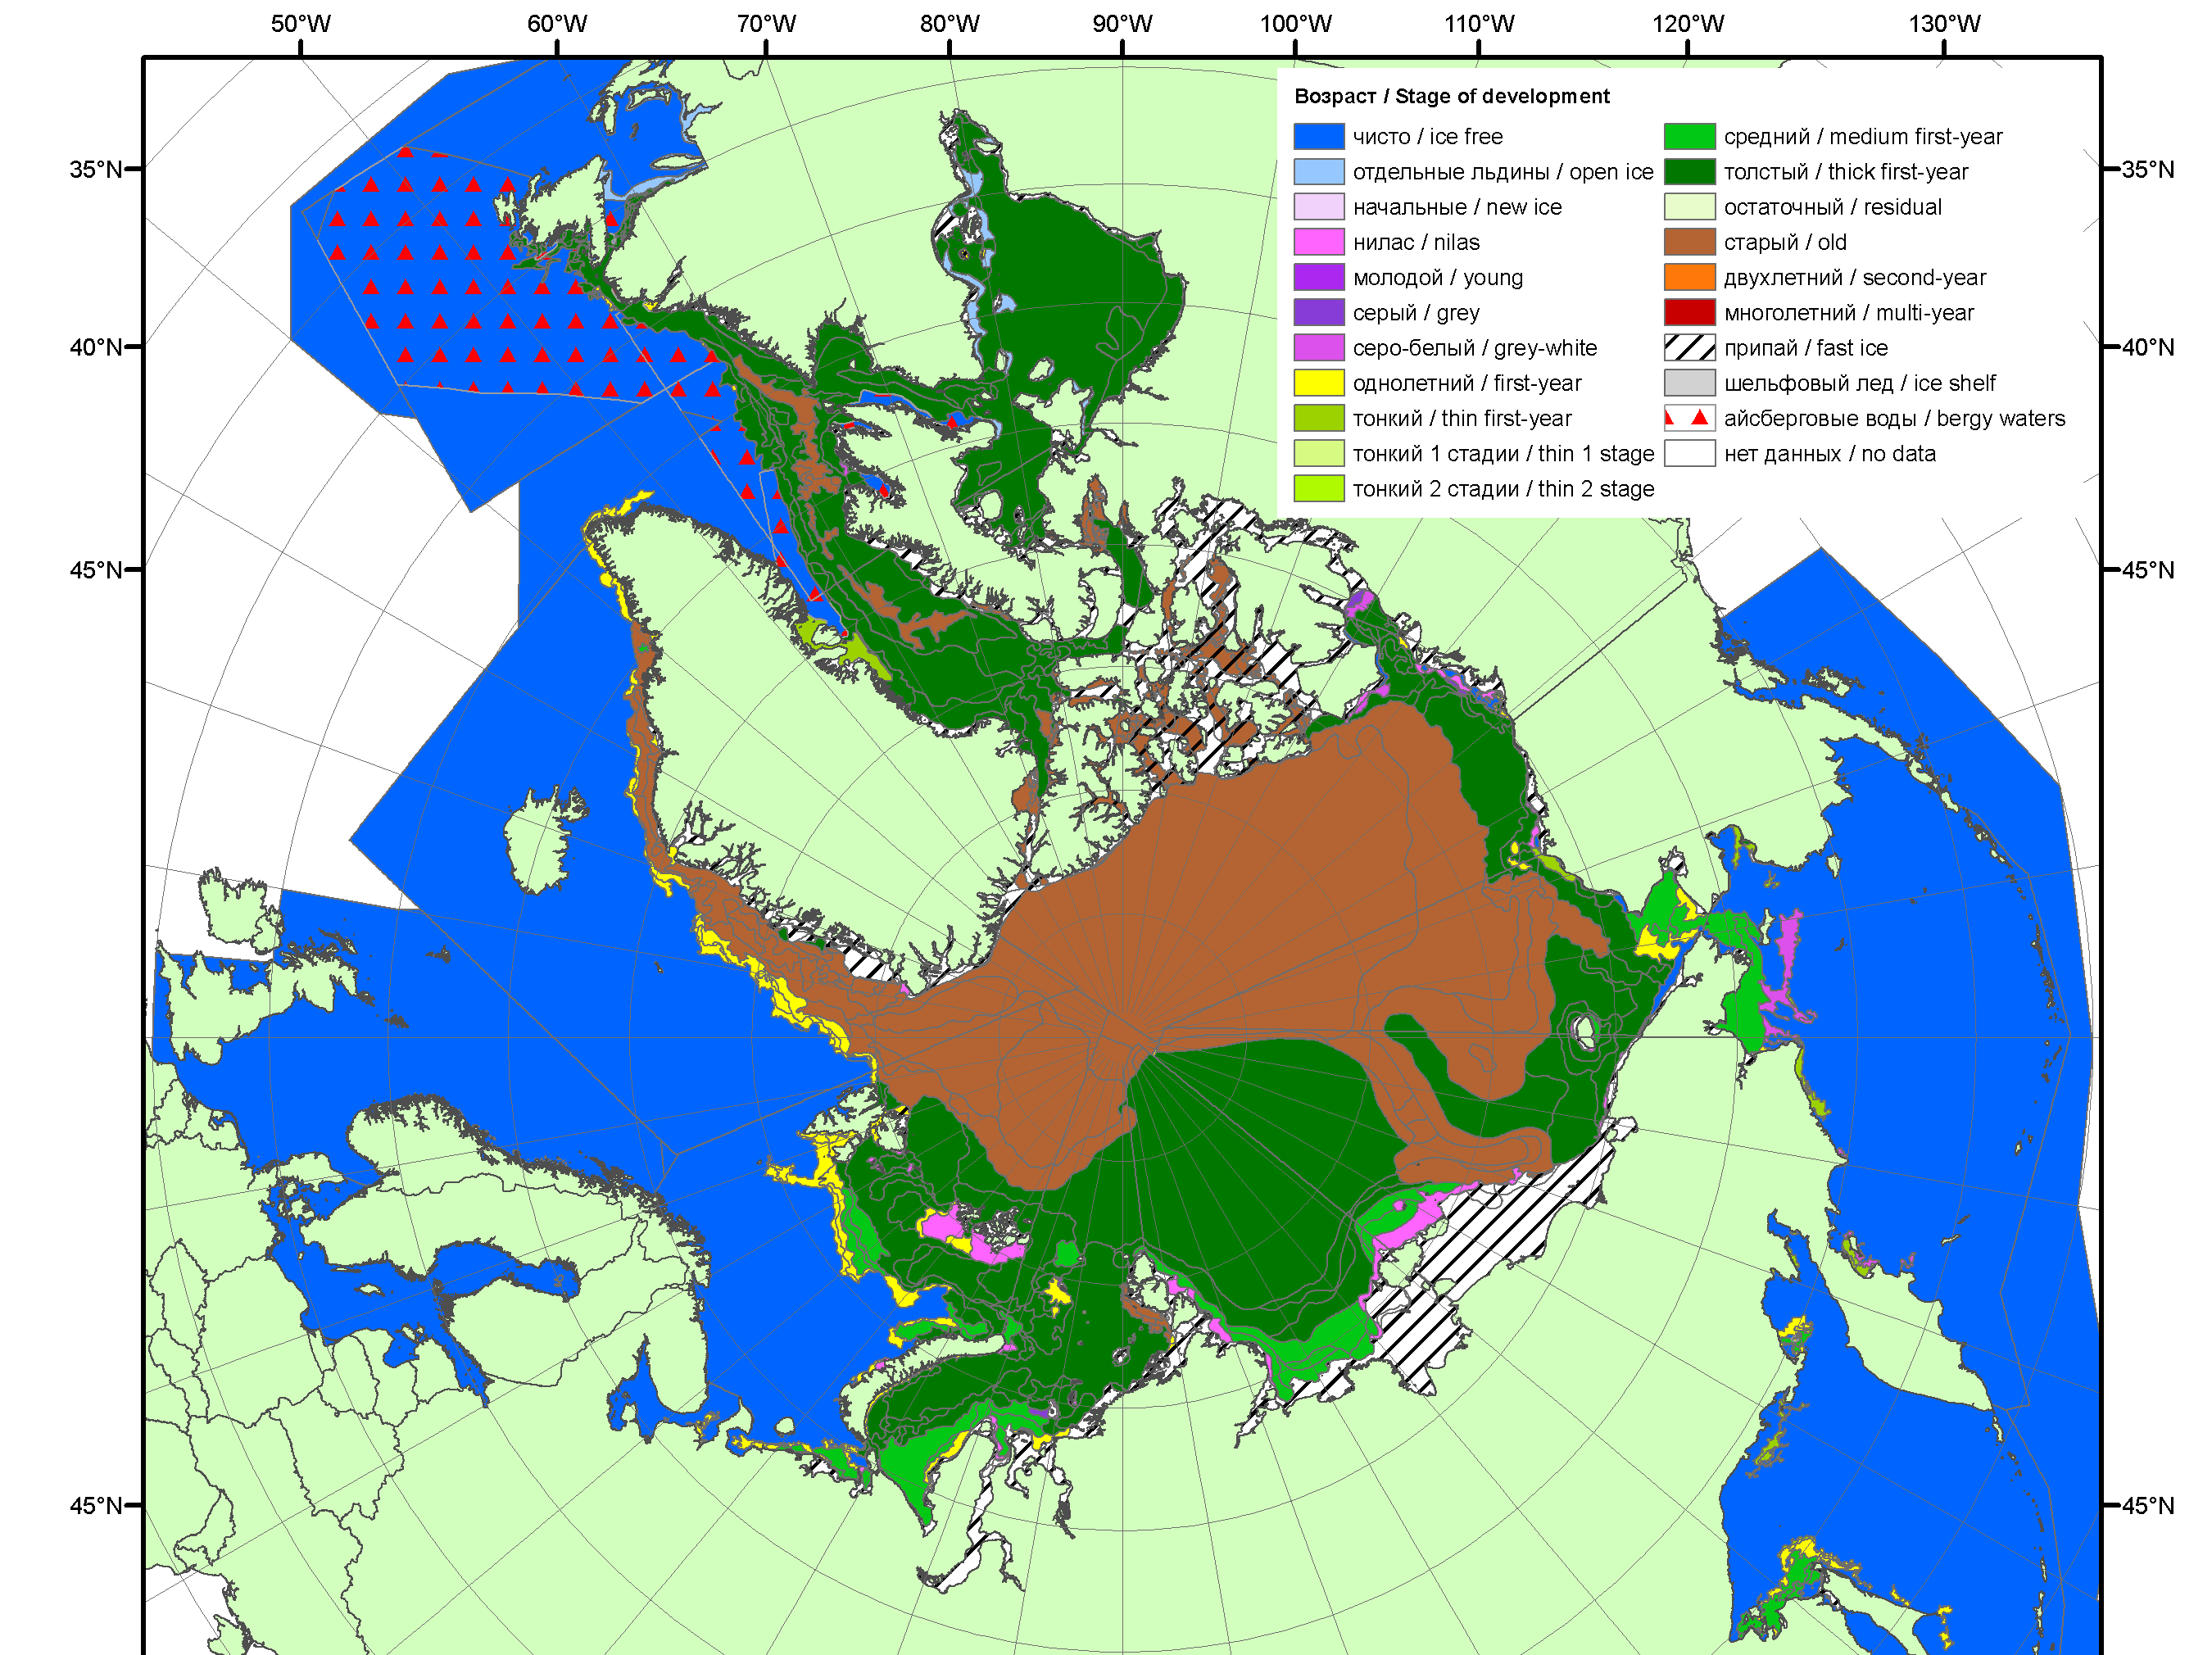 50°W 60°W 70°W 80°W 90°W 100°W 110°W 120°W 130°W
Возраст / Stage of development
чисто / ice free
отдельные льдины / open ice
начальные / new ice
нилас / nilas
молодой / young
серый / grey
серо-белый / grey-white
однолетний / first-year
тонкий / thin first-year
тонкий 1 стадии / thin 1 stage
тонкий 2 стадии / thin 2 stage
средний / medium first-year
толстый / thick first-year
остаточный / residual
старый / old
двухлетний / second-year
многолетний / multi-year
припай / fast ice
шельфовый лед / ice shelf
айсберговые воды / bergy waters
нет данных / no data
35°N 35°N
40°N 40°N
45°N 45°N
45°N 45°N